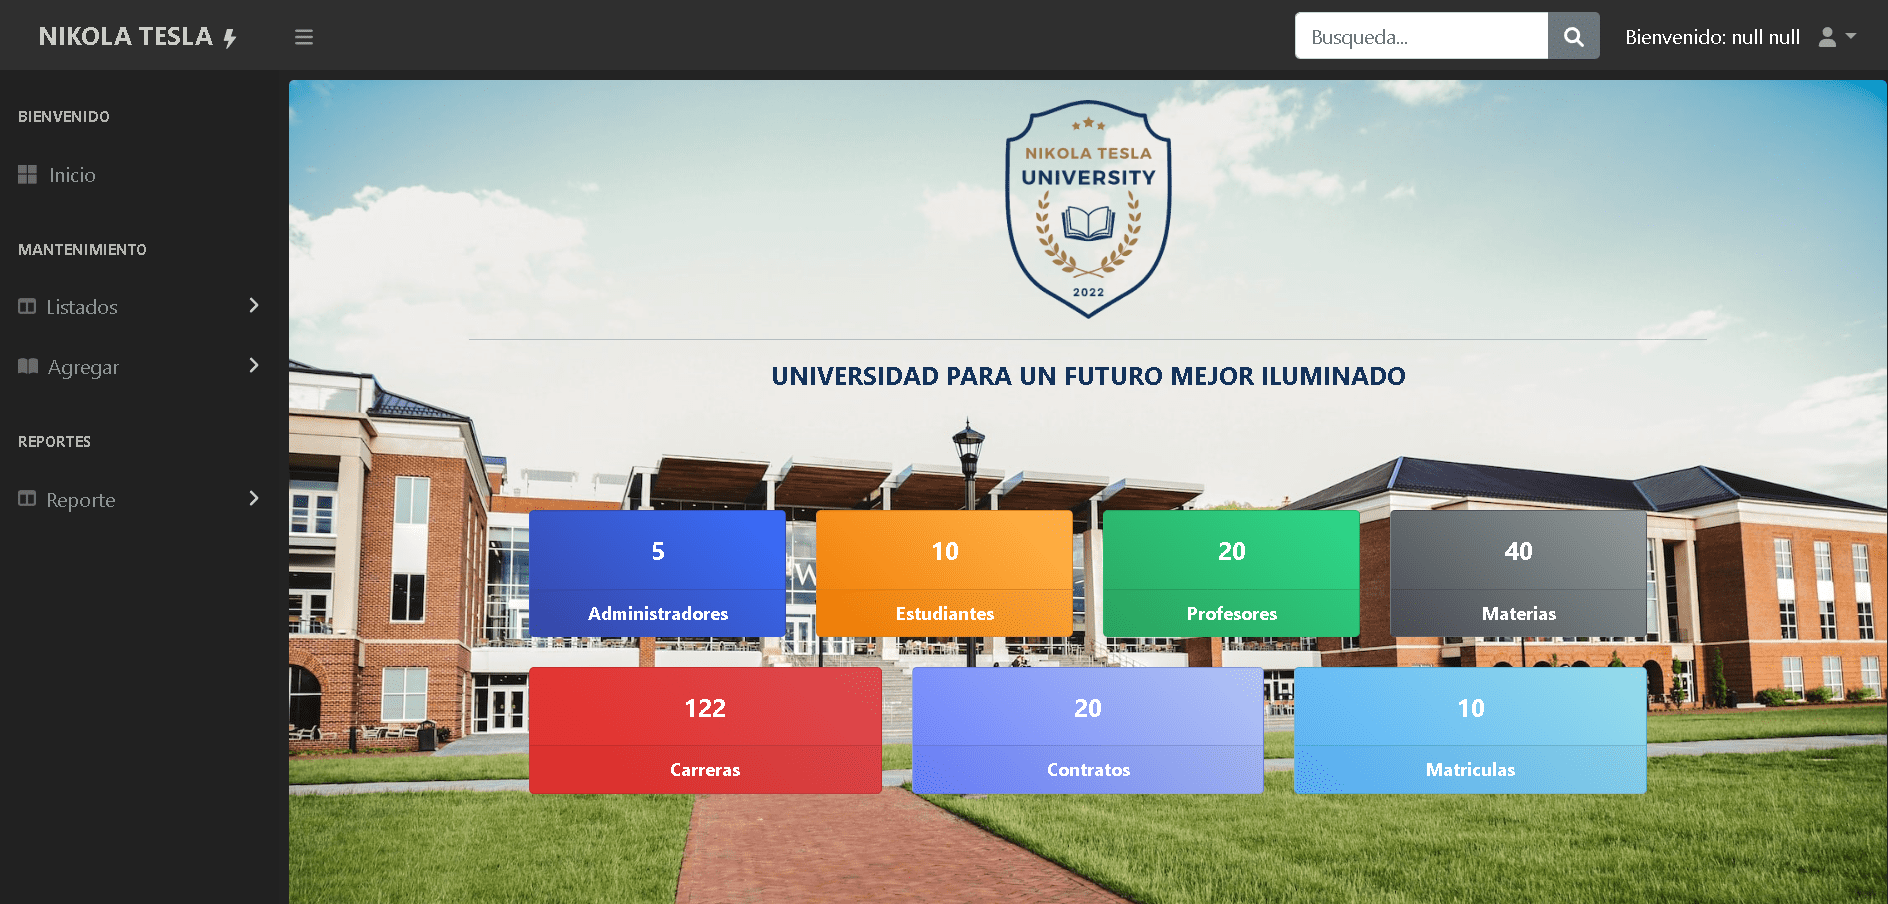 NIKOLA TESLA
Busqueda...
Bienvenido: null null
BIENVENIDO
Inicio
MANTENIMIENTO
Listados
Agregar
REPORTES
Reporte
NIKOLA TESLA
UNIVERSITY
2022
UNIVERSIDAD PARA UN FUTURO MEJOR ILUMINADO
5
Administradores
10
Estudiantes
20
Profesores
40
Materias
122
Carreras
20
Contratos
10
Matriculas